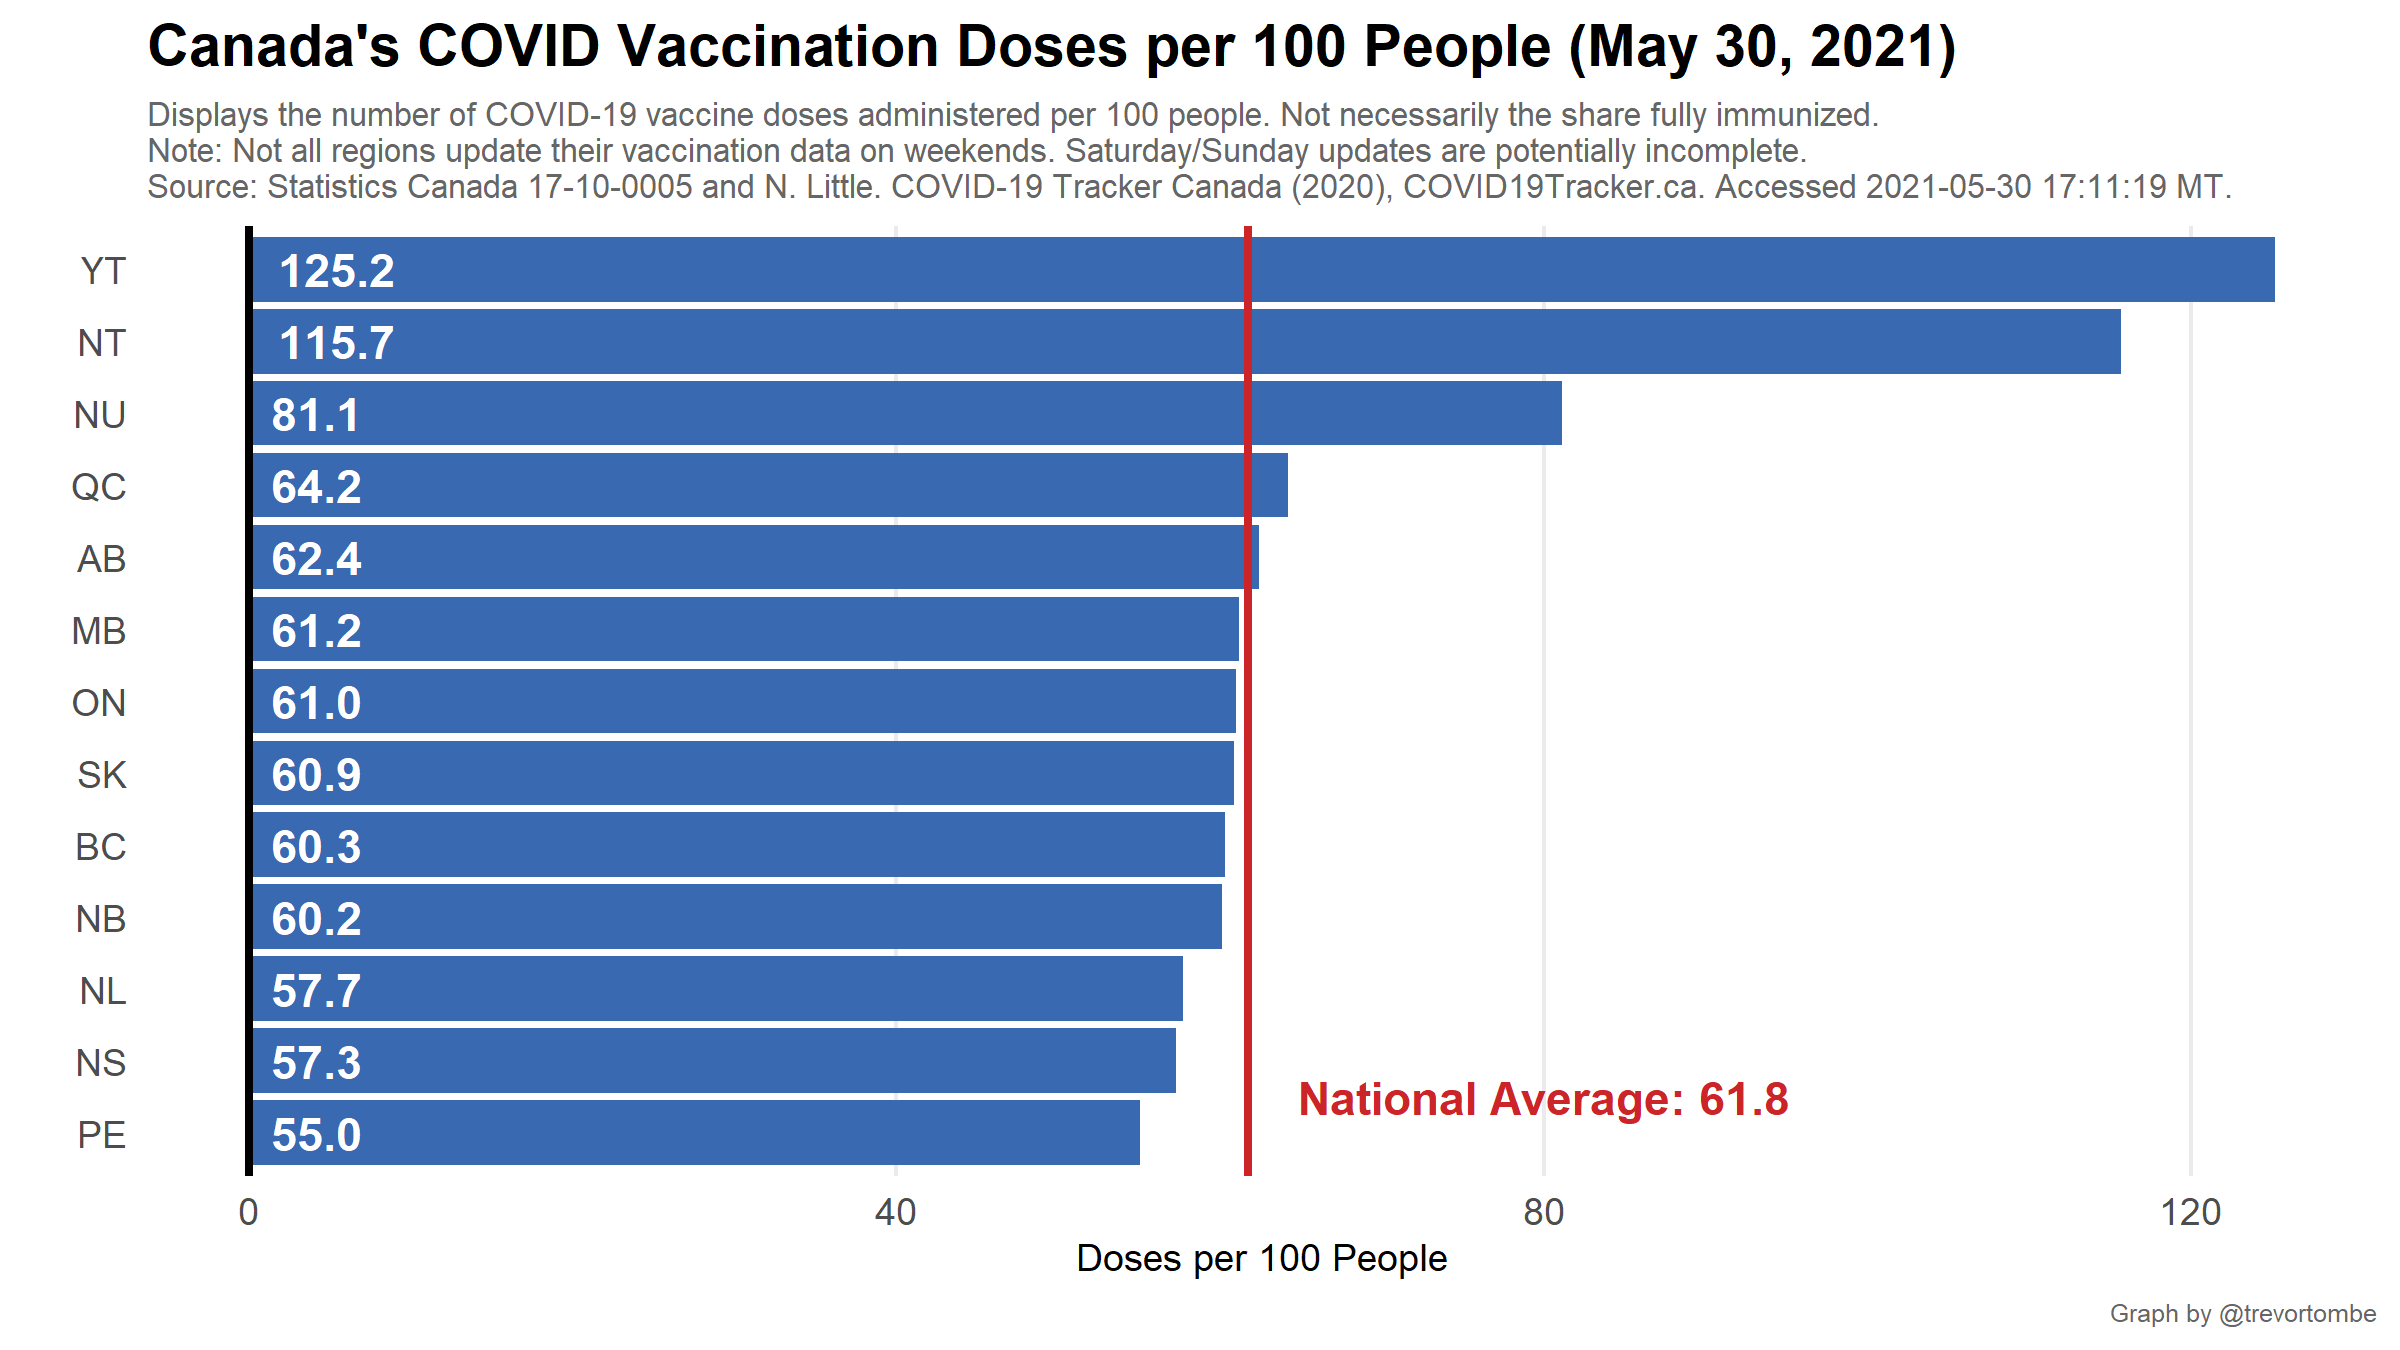 Canada's COVID Vaccination Doses per 100 People (May 30, 2021)
Displays the number of COVID-19 vaccine doses administered per 100 people. Not necessarily the share fully immunized.
Note: Not all regions update their vaccination data on weekends. Saturday/Sunday updates are potentially incomplete.
Source: Statistics Canada 17-10-0005 and N. Little. COVID-19 Tracker Canada (2020), COVID19Tracker.ca. Accessed 2021-05-30 17:11:19 MT.
YT 125.2
NT 115.7
NU 81.1
QC 64.2
AB 62.4
MB 61.2
ON 61.0
SK 60.9
BC 60.3
NB 60.2
NL 57.7
NS 57.3
National Average: 61.8
PE 55.0
0 40 80 120
Doses per 100 People
Graph by @trevortombe